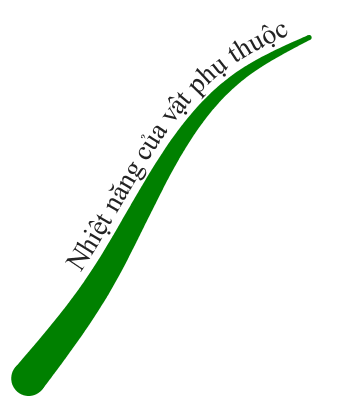 Nhiệt năng của vật phụ thuộc